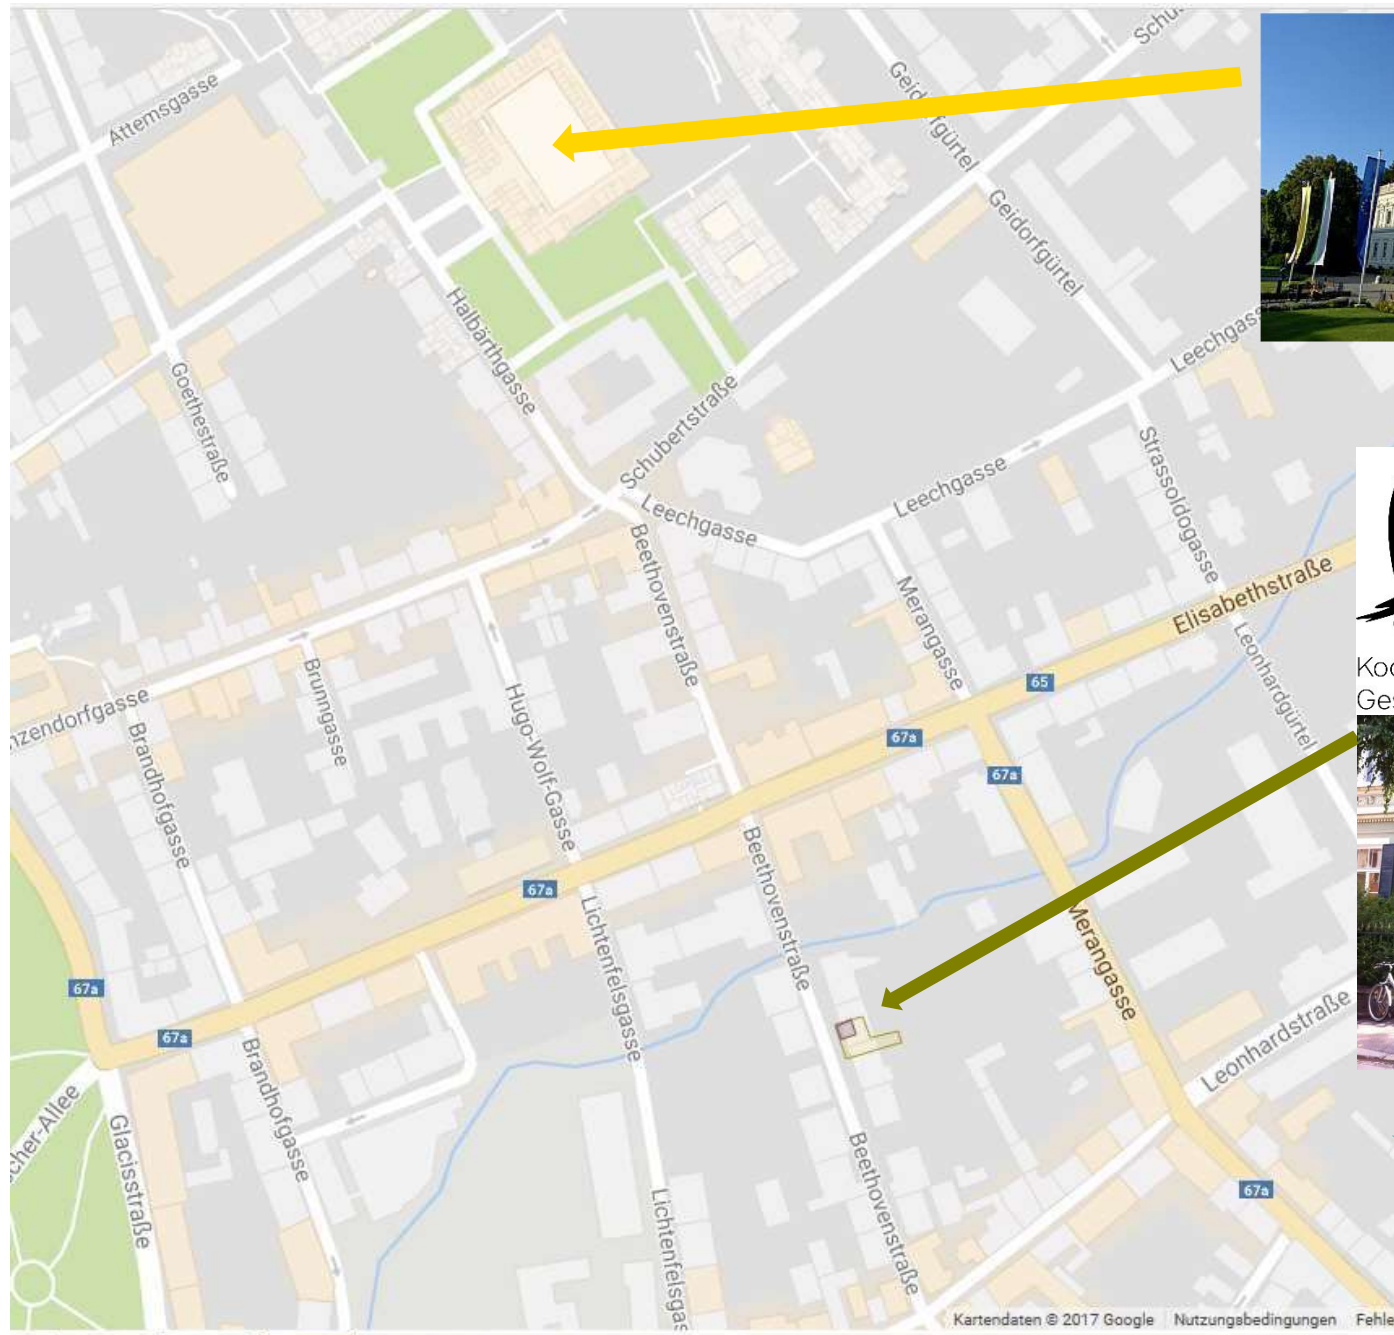 Attemsgasse
Geidorfgürtel
Geidorfgürtel
Halbärthgasse
Goethestraße
Schubertstraße
Leechgasse
Leechgasse
Leechgasse
Strassoldogasse
Beethovenstraße
Merangasse
Elisabethstraße
Leonhardgürtel
Brunngasse
Hugo-Wolf-Gasse
Brandhofgasse
65
67a
67a
67a
67a
67a
67a
Beethovenstraße
Lichtenfelsgasse
Merangasse
Leonhardstraße
Brandhofgasse
Glacisstraße
Beethovenstraße
Kartendaten © 2017 Google
Nutzungsbedingungen